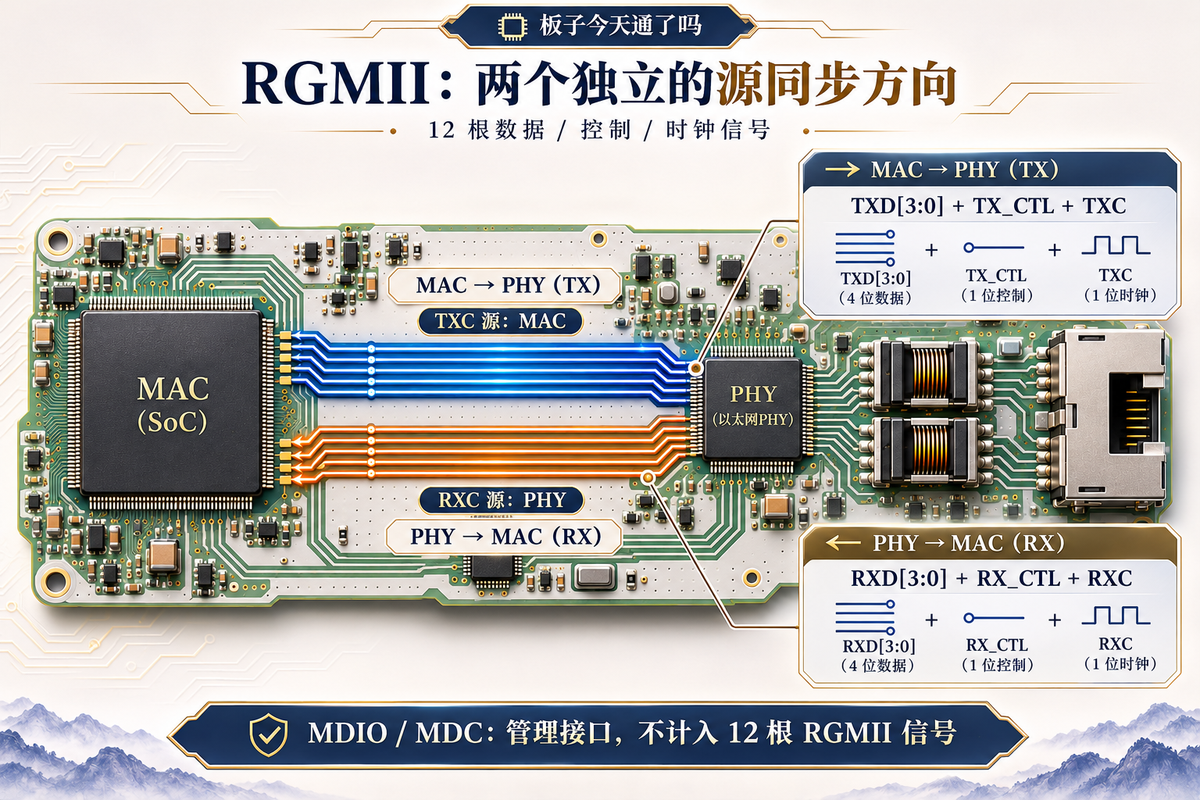 板子今天通了吗
RGMII：两个独立的源同步方向
12 根数据 / 控制 / 时钟信号
MAC → PHY (TX)
TXD[3:0] + TX_CTL + TXC
TXD[3:0] + TX_CTL + TXC
（4 位数据） （1 位控制） （1 位时钟）
MAC → PHY (TX)
TXC 源：MAC
MAC
(SoC)
PHY
(以太网PHY)
RXC 源：PHY
PHY → MAC (RX)
← PHY → MAC (RX)
RXD[3:0] + RX_CTL + RXC
RXD[3:0] + RX_CTL + RXC
（4 位数据） （1 位控制） （1 位时钟）
MDIO / MDC：管理接口，不计入 12 根 RGMII 信号